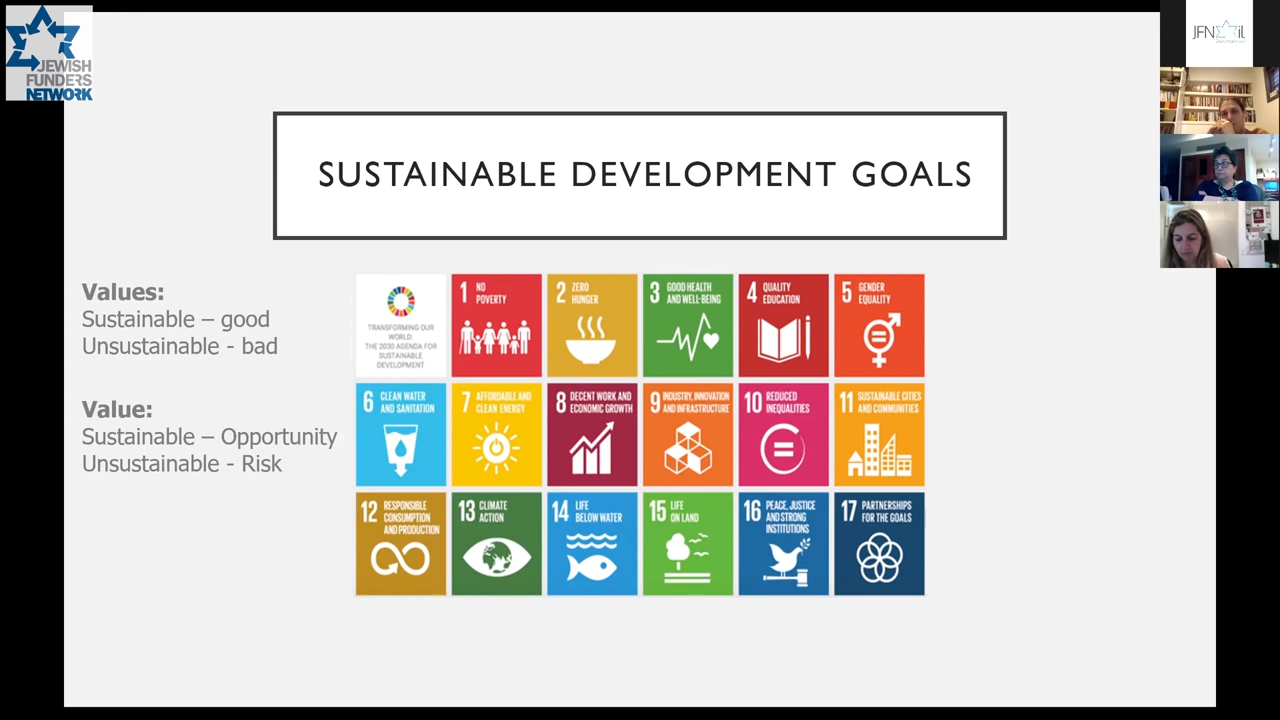 JEWISH
FUNDERS
NETWORK
JFN
il
SUSTAINABLE DEVELOPMENT GOALS
Values:
Sustainable – good
Unsustainable - bad
Value:
Sustainable – Opportunity
Unsustainable - Risk
TRANSFORMING OUR
WORLD:
THE 2030 AGENDA FOR
SUSTAINABLE
DEVELOPMENT
1 NO
POVERTY
2 ZERO
HUNGER
3 GOOD HEALTH
AND WELL-BEING
4 QUALITY
EDUCATION
5 GENDER
EQUALITY
6 CLEAN WATER
AND SANITATION
7 AFFORDABLE AND
CLEAN ENERGY
8 DECENT WORK AND
ECONOMIC GROWTH
9 INDUSTRY, INNOVATION
AND INFRASTRUCTURE
10 REDUCED
INEQUALITIES
11 SUSTAINABLE CITIES
AND COMMUNITIES
12 RESPONSIBLE
CONSUMPTION
AND PRODUCTION
13 CLIMATE
ACTION
14 LIFE
BELOW WATER
15 LIFE
ON LAND
16 PEACE, JUSTICE
AND STRONG
INSTITUTIONS
17 PARTNERSHIPS
FOR THE GOALS